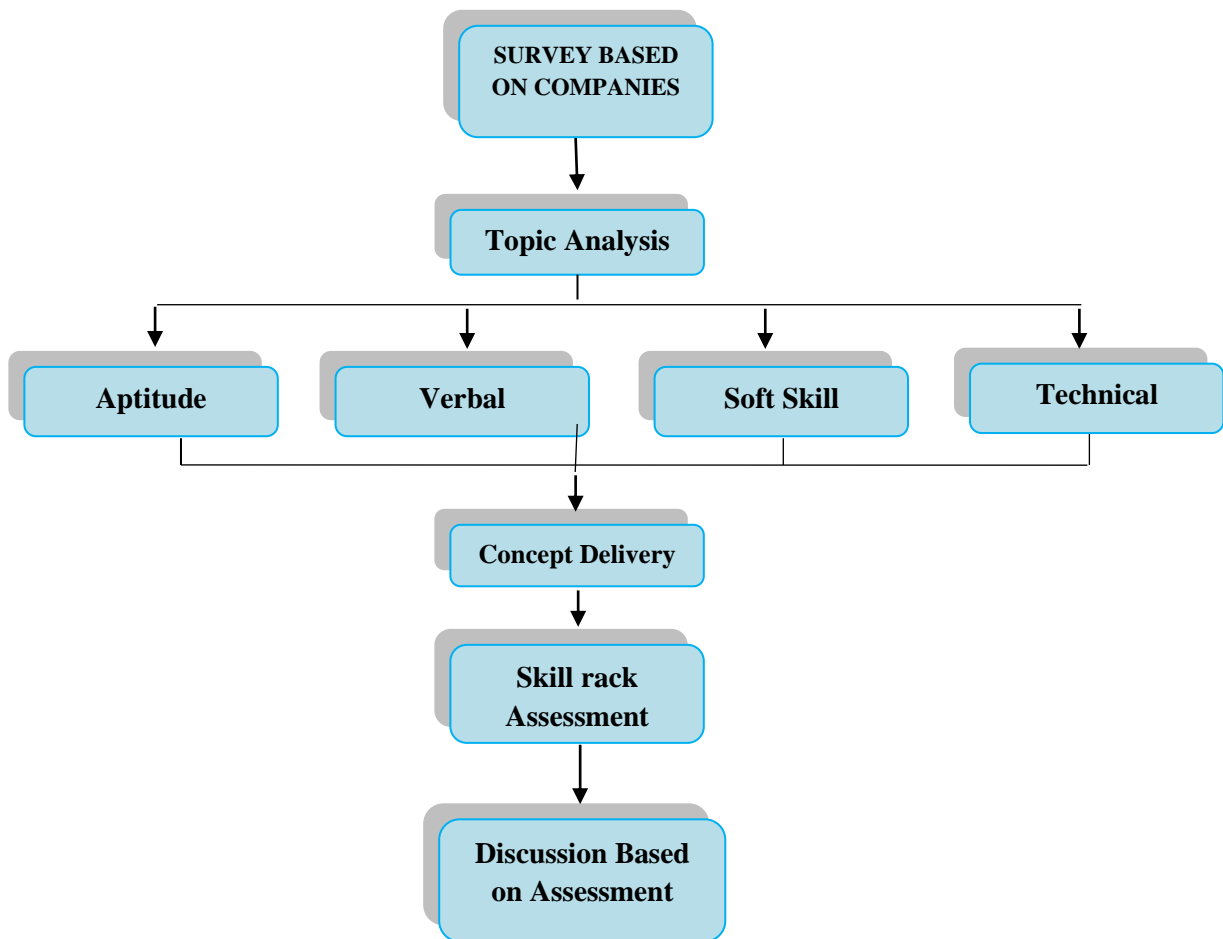 SURVEY BASED
ON COMPANIES
Topic Analysis
Aptitude
Verbal
Soft Skill
Technical
Concept Delivery
Skill rack
Assessment
Discussion Based
on Assessment